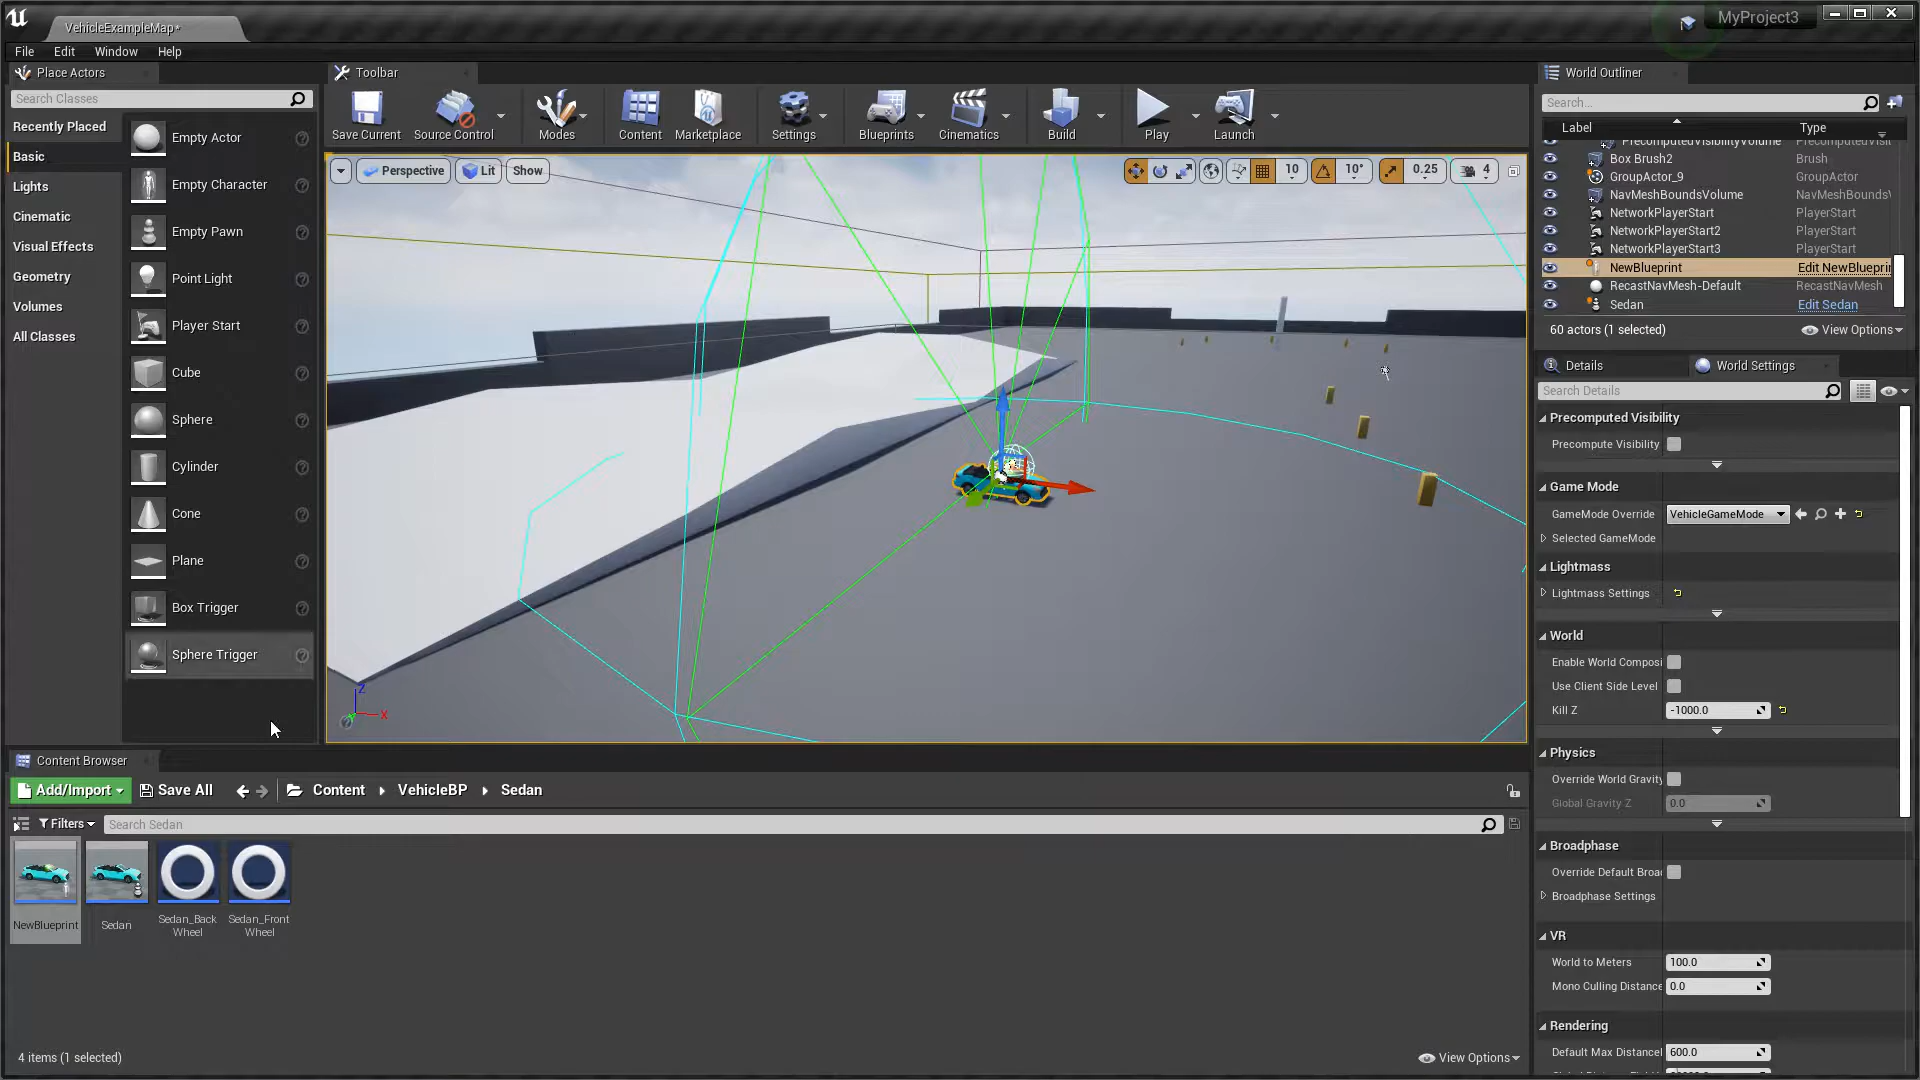 VehicleExampleMap*
MyProject3
File Edit Window Help
Place Actors
Search Classes
Recently Placed
Basic
Lights
Cinematic
Visual Effects
Geometry
Volumes
All Classes
Empty Actor
Empty Character
Empty Pawn
Point Light
Player Start
Cube
Sphere
Cylinder
Cone
Plane
Box Trigger
Sphere Trigger
Toolbar
Save Current Source Control Modes Content Marketplace Settings Blueprints Cinematics Build Play Launch
Perspective Lit Show 10 10° 0.25 4
Z
X
World Outliner
Search...
Label Type
PrecomputedVisibilityVolume PrecomputedVisit
Box Brush2 Brush
GroupActor_9 GroupActor
NavMeshBoundsVolume NavMeshBoundsV
NetworkPlayerStart PlayerStart
NetworkPlayerStart2 PlayerStart
NetworkPlayerStart3 PlayerStart
NewBlueprint Edit NewBlueprin
RecastNavMesh-Default RecastNavMesh
Sedan Edit Sedan
60 actors (1 selected) View Options
Details World Settings
Search Details
Precomputed Visibility
Precompute Visibility
Game Mode
GameMode Override VehicleGameMode
Selected GameMode
Lightmass
Lightmass Settings
World
Enable World Composi
Use Client Side Level
Kill Z -1000.0
Physics
Override World Gravity
Global Gravity Z 0.0
Broadphase
Override Default Broad
Broadphase Settings
VR
World to Meters 100.0
Mono Culling Distance 0.0
Rendering
Default Max Distancel 600.0
Content Browser
Add/Import Save All Content VehicleBP Sedan
Filters Search Sedan
NewBlueprint
Sedan
Sedan_Back
Wheel
Sedan_Front
Wheel
4 items (1 selected) View Options